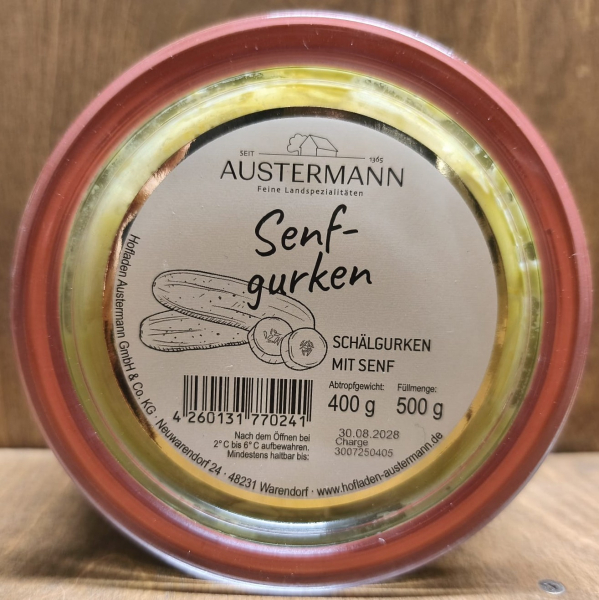 SEIT 1365
AUSTERMANN
Feine Landspezialitäten
Senf-
gurken
SCHÄLGURKEN
MIT SENF
Abtropfgewicht: Füllmenge:
400 g 500 g
4 260131 770241
Nach dem Öffnen bei
2° C bis 6° C aufbewahren.
Mindestens haltbar bis:
30.08.2028
Charge
3007250405
Hofladen Austermann GmbH & Co. KG · Neuwarendorf 24 · 48231 Warendorf · www.hofladen-austermann.de